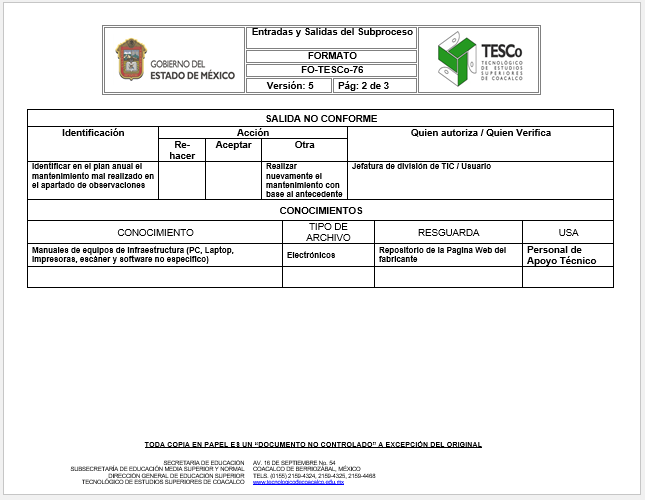 GOBIERNO DEL
ESTADO DE MÉXICO
Entradas y Salidas del Subproceso
FORMATO
FO-TESCo-76
Versión: 5
Pág: 2 de 3
TESCo
TECNOLÓGICO
DE ESTUDIOS
SUPERIORES
DE COACALCO
SALIDA NO CONFORME
Identificación
Acción
Quien autoriza / Quien Verifica
Re-
hacer
Aceptar
Otra
Identificar en el plan anual el
mantenimiento mal realizado en
el apartado de observaciones
Realizar
nuevamente el
mantenimiento con
base al antecedente
Jefatura de división de TIC / Usuario
CONOCIMIENTOS
CONOCIMIENTO
TIPO DE
ARCHIVO
RESGUARDA
USA
Manuales de equipos de infraestructura (PC, Laptop,
impresoras, escáner y software no específico)
Electrónicos
Repositorio de la Pagina Web del
fabricante
Personal de
Apoyo Técnico
TODA COPIA EN PAPEL ES UN “DOCUMENTO NO CONTROLADO” A EXCEPCIÓN DEL ORIGINAL
SECRETARÍA DE EDUCACIÓN
SUBSECRETARÍA DE EDUCACIÓN MEDIA SUPERIOR Y NORMAL
DIRECCIÓN GENERAL DE EDUCACIÓN SUPERIOR
TECNOLÓGICO DE ESTUDIOS SUPERIORES DE COACALCO
AV. 16 DE SEPTIEMBRE No. 54
COACALCO DE BERRIOZÁBAL, MÉXICO
TELS. (0155) 2159-4324, 2159-4325, 2159-4468
www.tecnologicodecoacalco.edu.mx